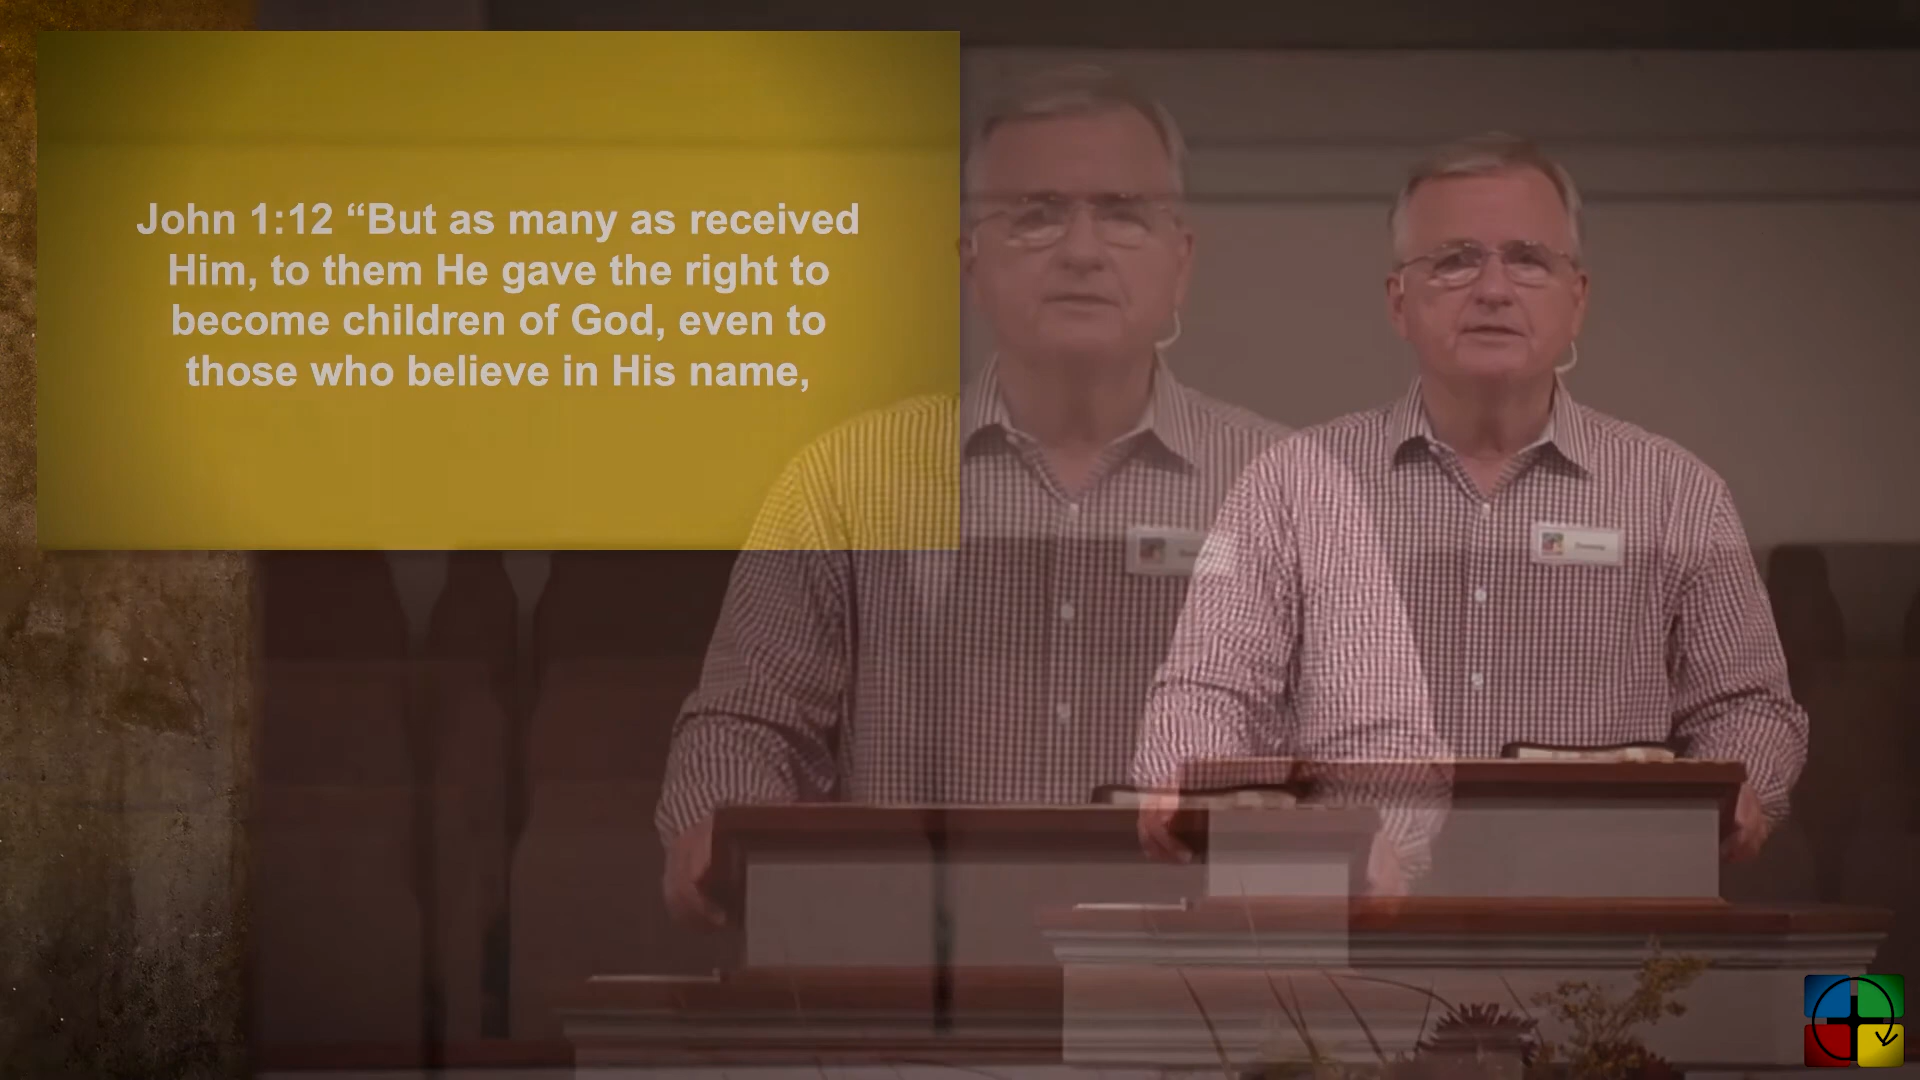 John 1:12 “But as many as received
Him, to them He gave the right to
become children of God, even to
those who believe in His name,